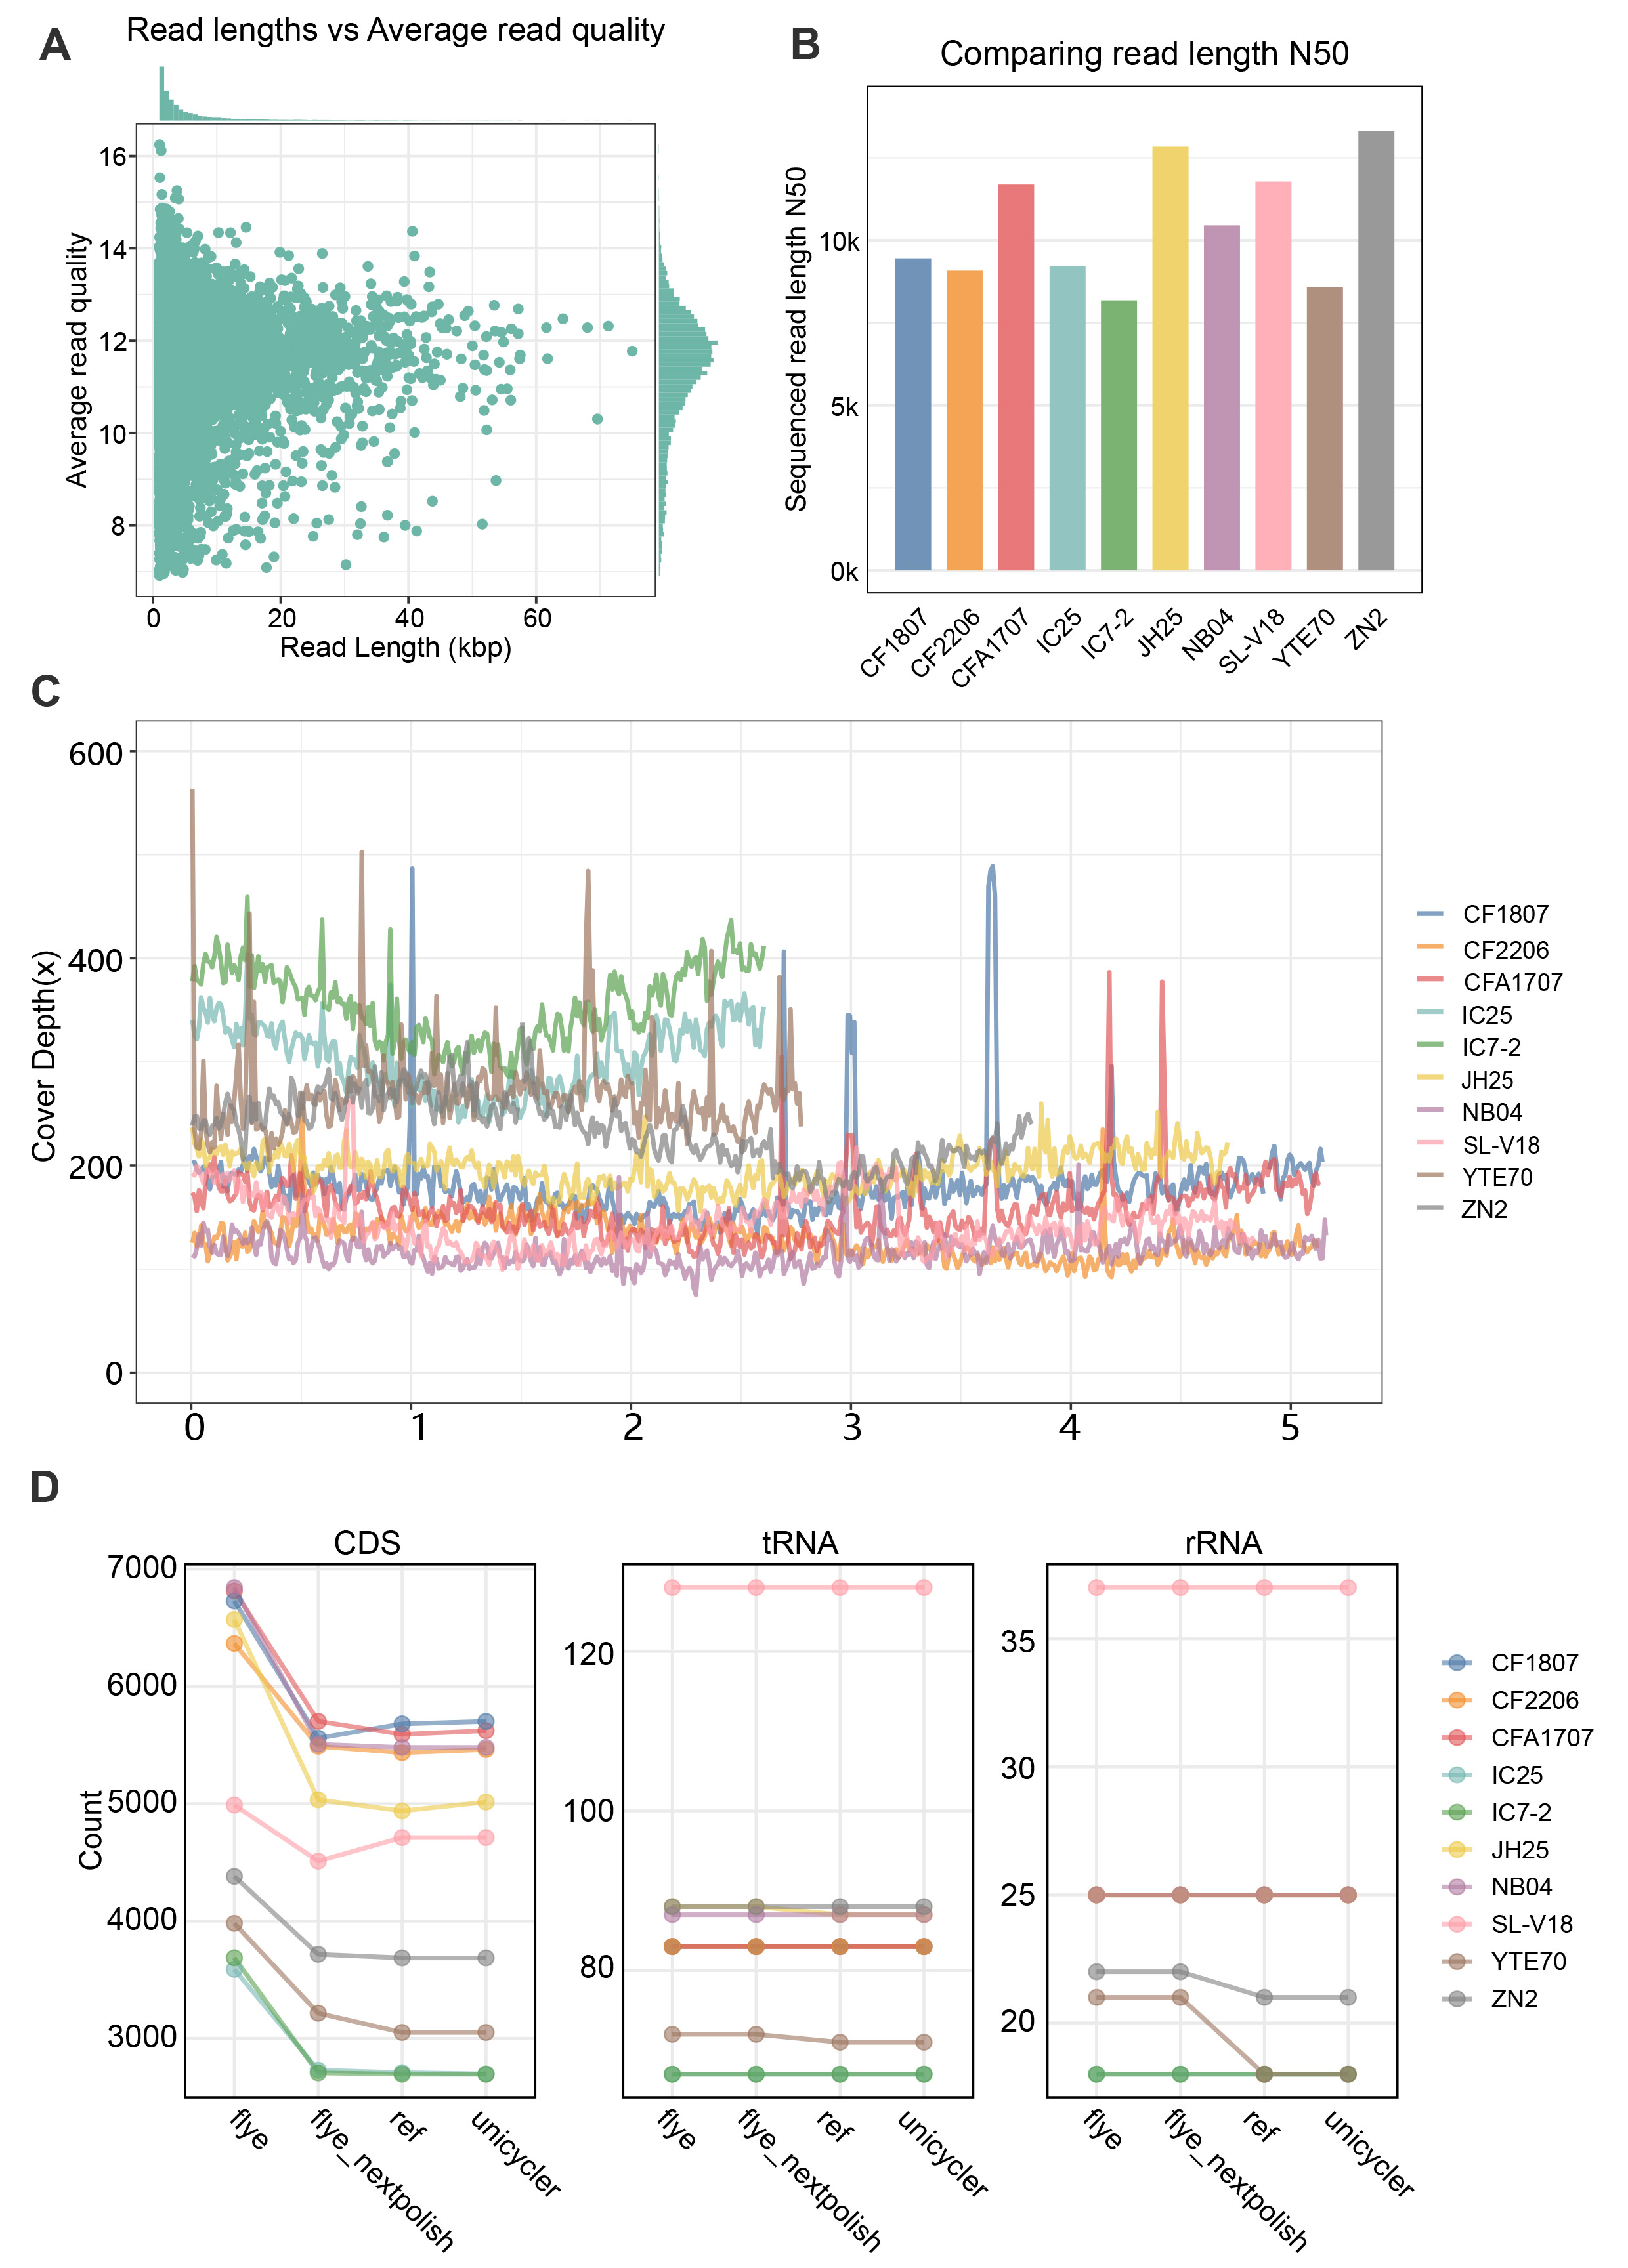 A
Read lengths vs Average read quality
16
14
12
10
8
Average read quality
0
20
40
60
Read Length (kbp)
B
Comparing read length N50
Sequenced read length N50
10k
5k
0k
CF1807
CF2206
CFA1707
IC25
IC7-2
JH25
NB04
SL-V18
YTE70
ZN2
C
Cover Depth(x)
600
400
200
0
0
1
2
3
4
5
CF1807
CF2206
CFA1707
IC25
IC7-2
JH25
NB04
SL-V18
YTE70
ZN2
D
Count
CDS
7000
6000
5000
4000
3000
flye
flye_nextpolish
ref
unicycler
tRNA
120
100
80
flye
flye_nextpolish
ref
unicycler
rRNA
35
30
25
20
flye
flye_nextpolish
ref
unicycler
CF1807
CF2206
CFA1707
IC25
IC7-2
JH25
NB04
SL-V18
YTE70
ZN2